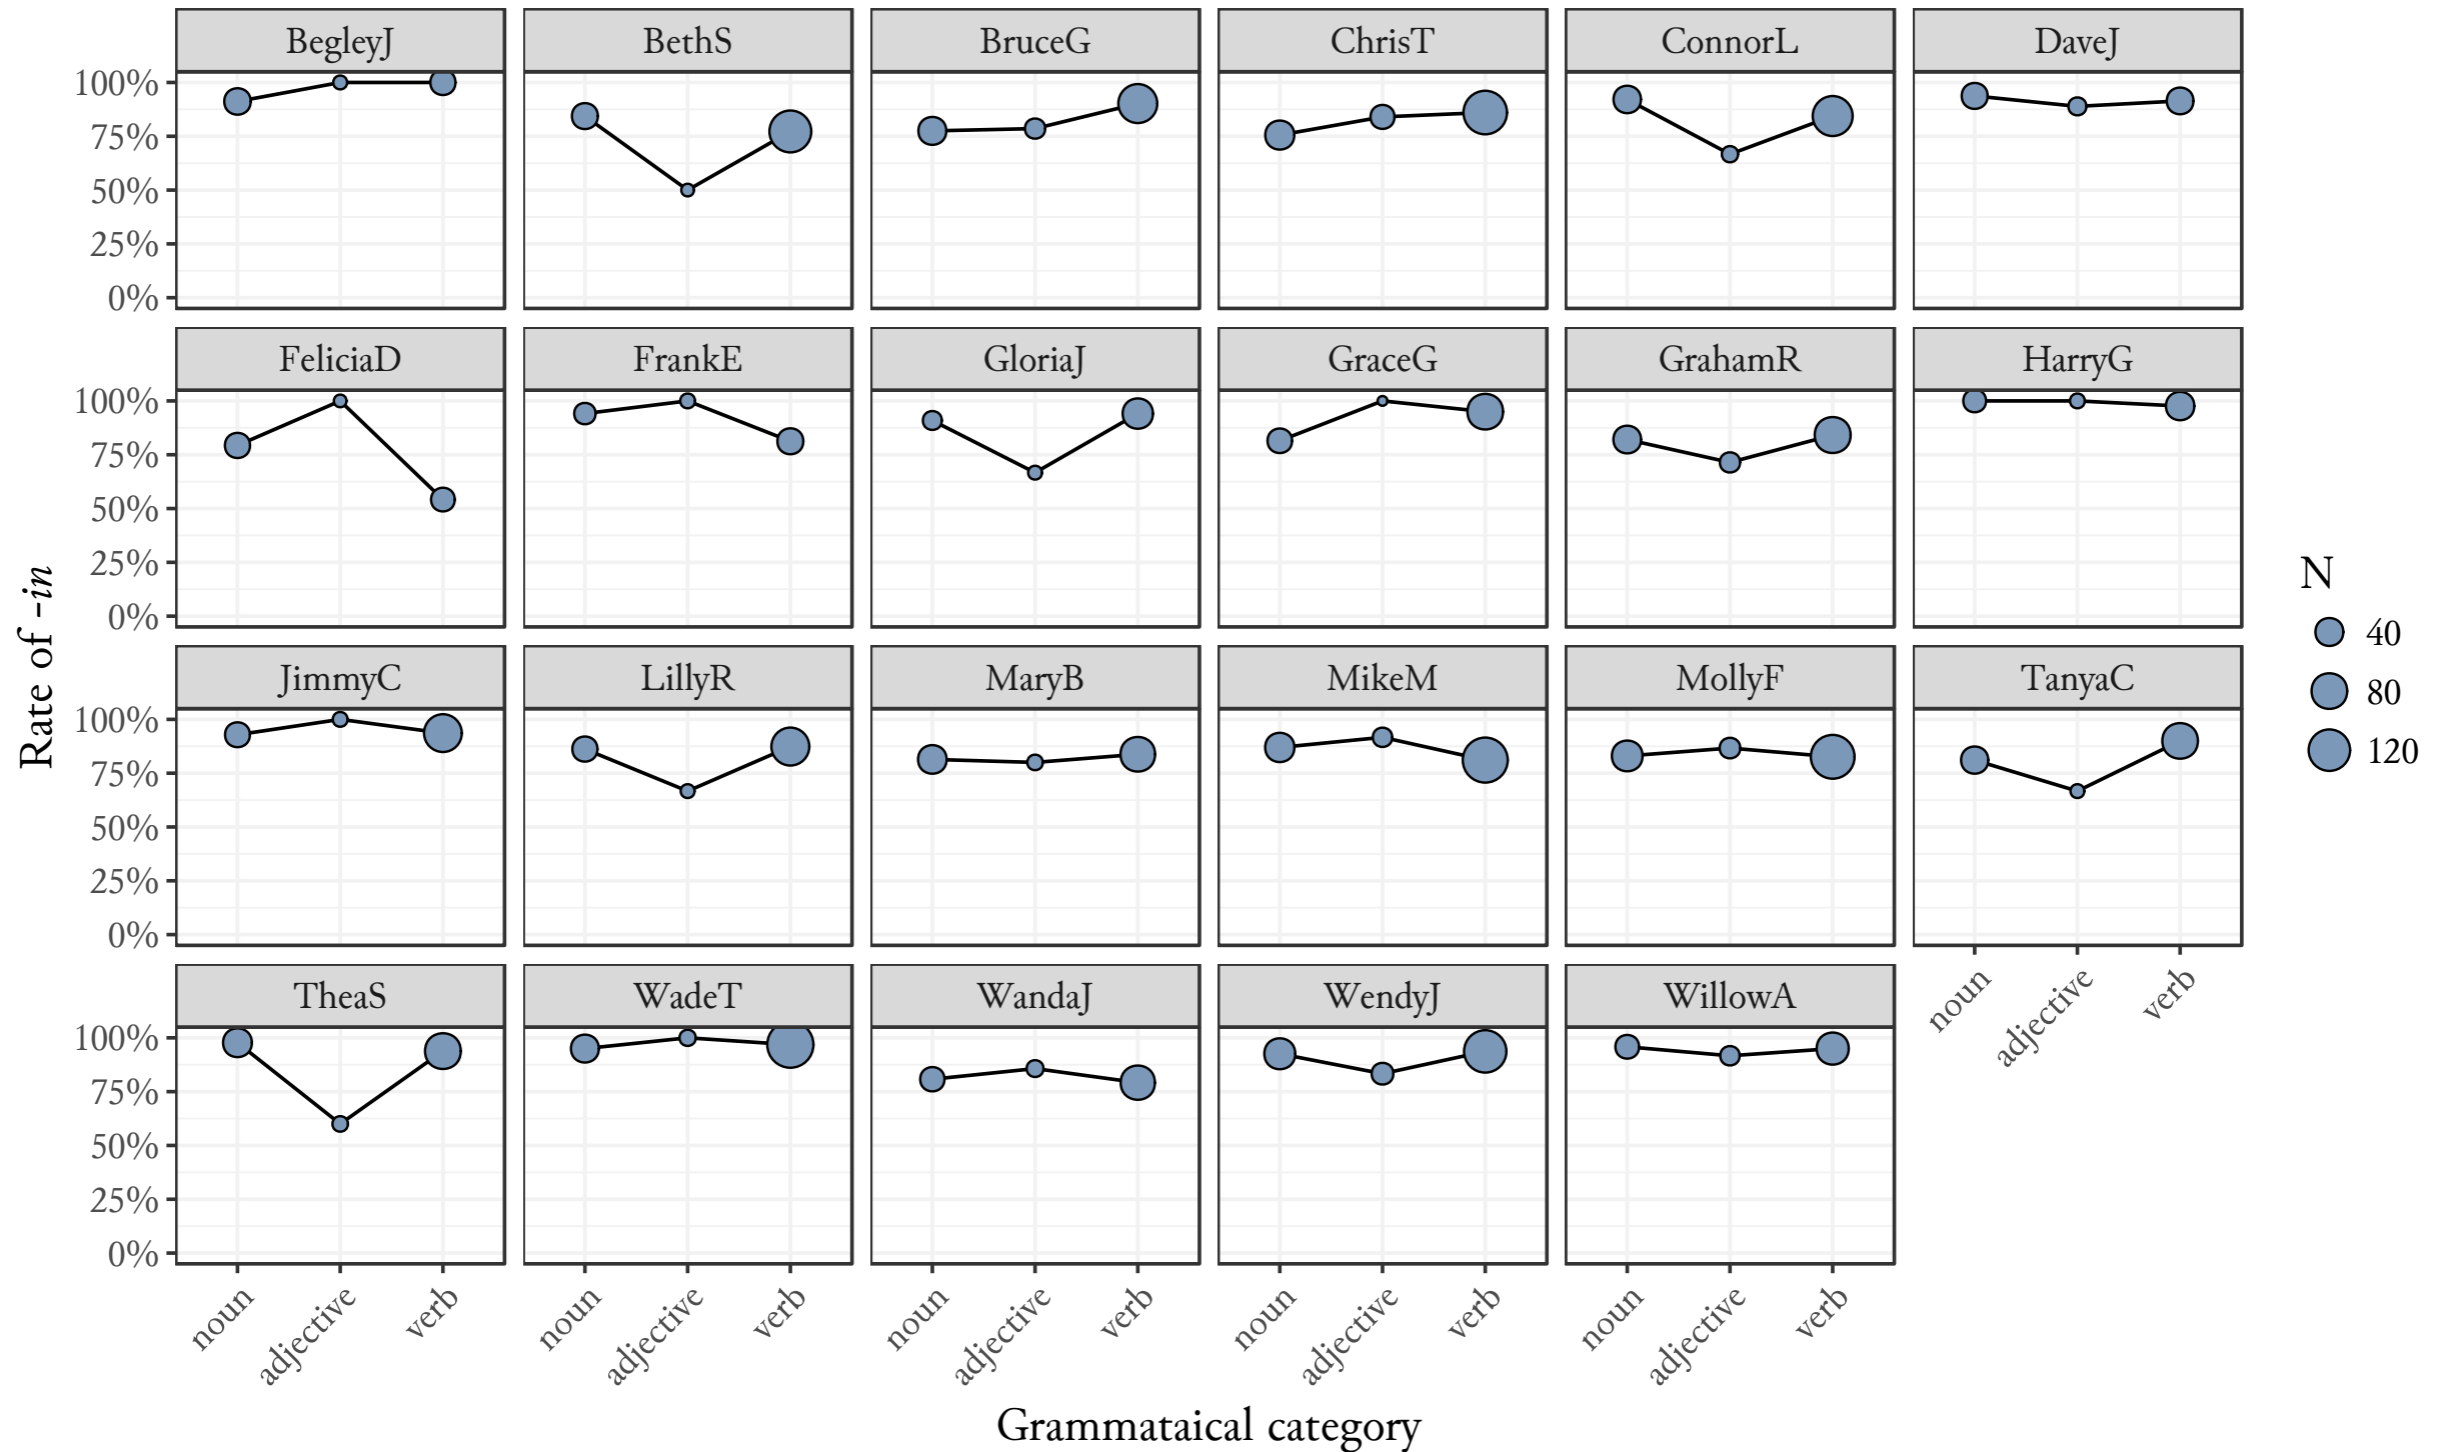 BegleyJ BethS BruceG ChrisT ConnorL DaveJ
100%
75%
50%
25%
0%
FeliciaD FrankE GloriaJ GraceG GrahamR HarryG
100%
75%
50%
25%
0%
JimmyC LillyR MaryB MikeM MollyF TanyaC
100%
75%
50%
25%
0%
noun adjective verb
TheaS WadeT WandaJ WendyJ WillowA
100%
75%
50%
25%
0%
noun adjective verb noun adjective verb noun adjective verb noun adjective verb noun adjective verb
Grammataical category
Rate of -in
N
40
80
120